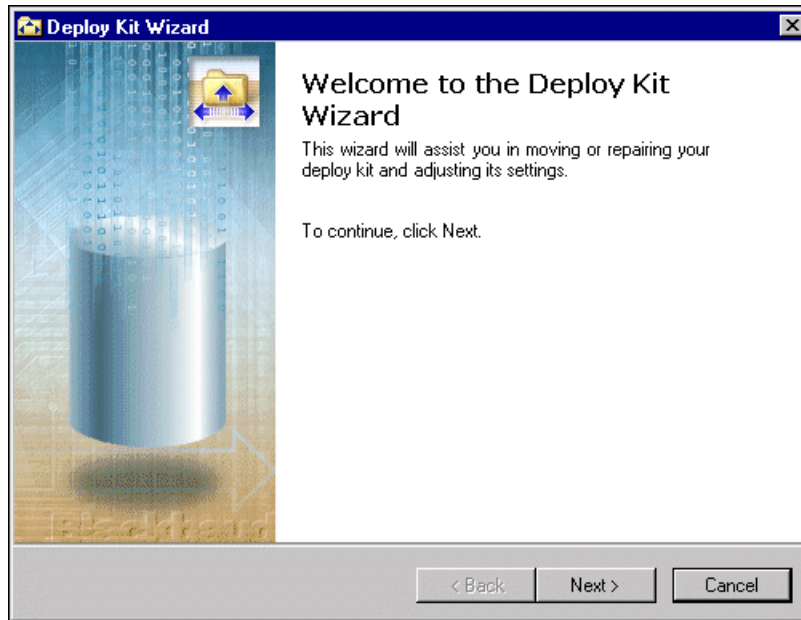 Deploy Kit Wizard
Welcome to the Deploy Kit
Wizard
This wizard will assist you in moving or repairing your
deploy kit and adjusting its settings.
To continue, click Next.
Blackbaud
< Back
Next >
Cancel